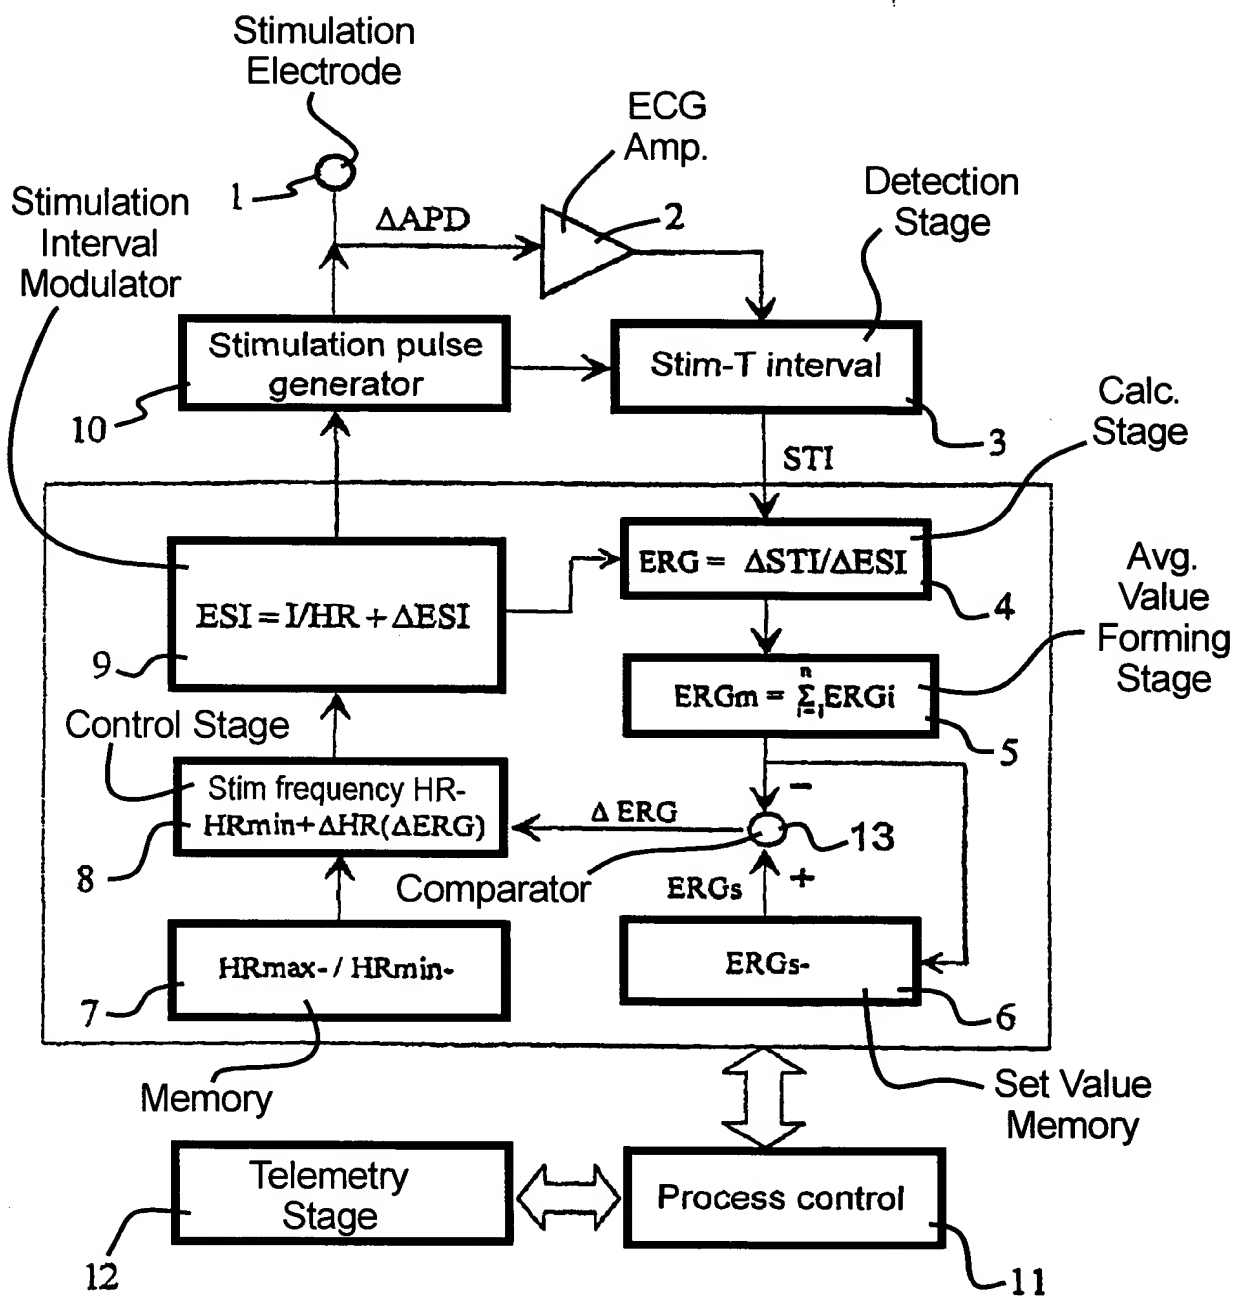 Stimulation
Electrode
ECG
Amp.
1
ΔAPD
2
Detection
Stage
Stimulation
Interval
Modulator
Stimulation pulse
generator
10
Stim-T interval
3
STI
Calc.
Stage
ESI = I/HR + ΔESI
9
ERG = ΔSTI/ΔESI
4
Avg.
Value
Forming
Stage
ERGm = n Σ i=i ERGi
5
Control Stage
Stim frequency HR-
HRmin+ΔHR(ΔERG)
8
Δ ERG
−
13
Comparator
ERGs
+
HRmax- / HRmin-
7
ERGs-
6
Memory
Set Value
Memory
Telemetry
Stage
12
Process control
11